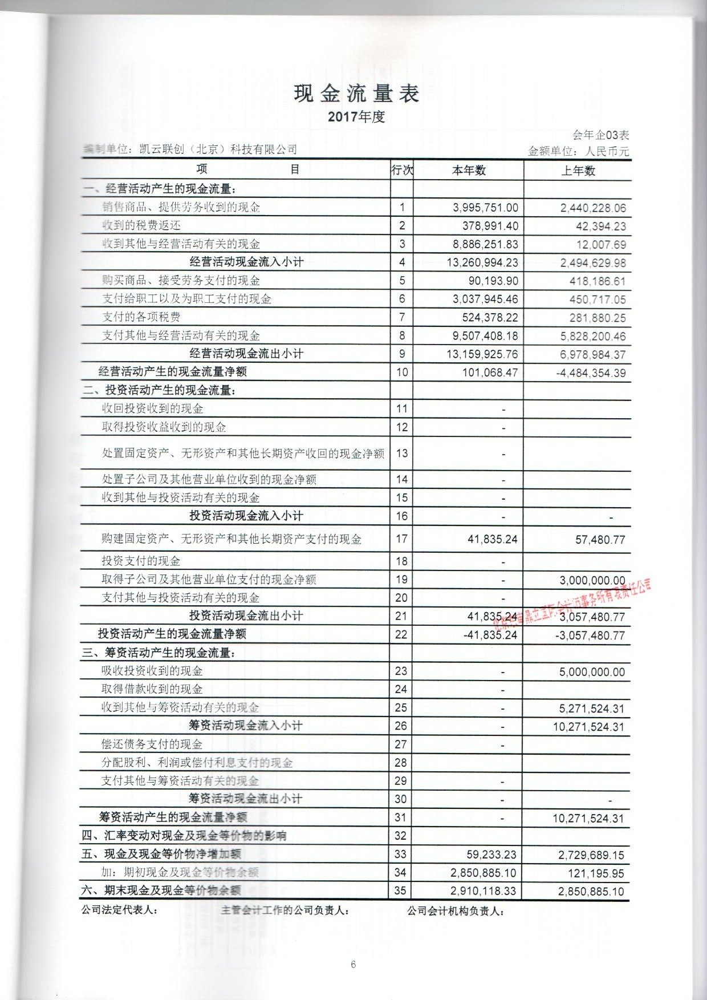 现金流量表
2017年度
会年企03表
编制单位：凯云联创（北京）科技有限公司 金额单位：人民币元
项 目 行次 本年数 上年数
一、经营活动产生的现金流量：
销售商品、提供劳务收到的现金 1 3,995,751.00 2,440,228.06
收到的税费返还 2 378,991.40 42,394.23
收到其他与经营活动有关的现金 3 8,886,251.83 12,007.69
经营活动现金流入小计 4 13,260,994.23 2,494,629.98
购买商品、接受劳务支付的现金 5 90,193.90 418,186.61
支付给职工以及为职工支付的现金 6 3,037,945.46 450,717.05
支付的各项税费 7 524,378.22 281,880.25
支付其他与经营活动有关的现金 8 9,507,408.18 5,828,200.46
经营活动现金流出小计 9 13,159,925.76 6,978,984.37
经营活动产生的现金流量净额 10 101,068.47 -4,484,354.39
二、投资活动产生的现金流量：
收回投资收到的现金 11 -
取得投资收益收到的现金 12 -
处置固定资产、无形资产和其他长期资产收回的现金净额 13 -
处置子公司及其他营业单位收到的现金净额 14 -
收到其他与投资活动有关的现金 15 -
投资活动现金流入小计 16 - -
购建固定资产、无形资产和其他长期资产支付的现金 17 41,835.24 57,480.77
投资支付的现金 18 -
取得子公司及其他营业单位支付的现金净额 19 - 3,000,000.00
支付其他与投资活动有关的现金 20 -
投资活动现金流出小计 21 41,835.24 3,057,480.77
投资活动产生的现金流量净额 22 -41,835.24 -3,057,480.77
三、筹资活动产生的现金流量：
吸收投资收到的现金 23 - 5,000,000.00
取得借款收到的现金 24 -
收到其他与筹资活动有关的现金 25 - 5,271,524.31
筹资活动现金流入小计 26 - 10,271,524.31
偿还债务支付的现金 27 -
分配股利、利润或偿付利息支付的现金 28
支付其他与筹资活动有关的现金 29 -
筹资活动现金流出小计 30 - -
筹资活动产生的现金流量净额 31 - 10,271,524.31
四、汇率变动对现金及现金等价物的影响 32
五、现金及现金等价物净增加额 33 59,233.23 2,729,689.15
加：期初现金及现金等价物余额 34 2,850,885.10 121,195.95
六、期末现金及现金等价物余额 35 2,910,118.33 2,850,885.10
公司法定代表人： 主管会计工作的公司负责人： 公司会计机构负责人：
6